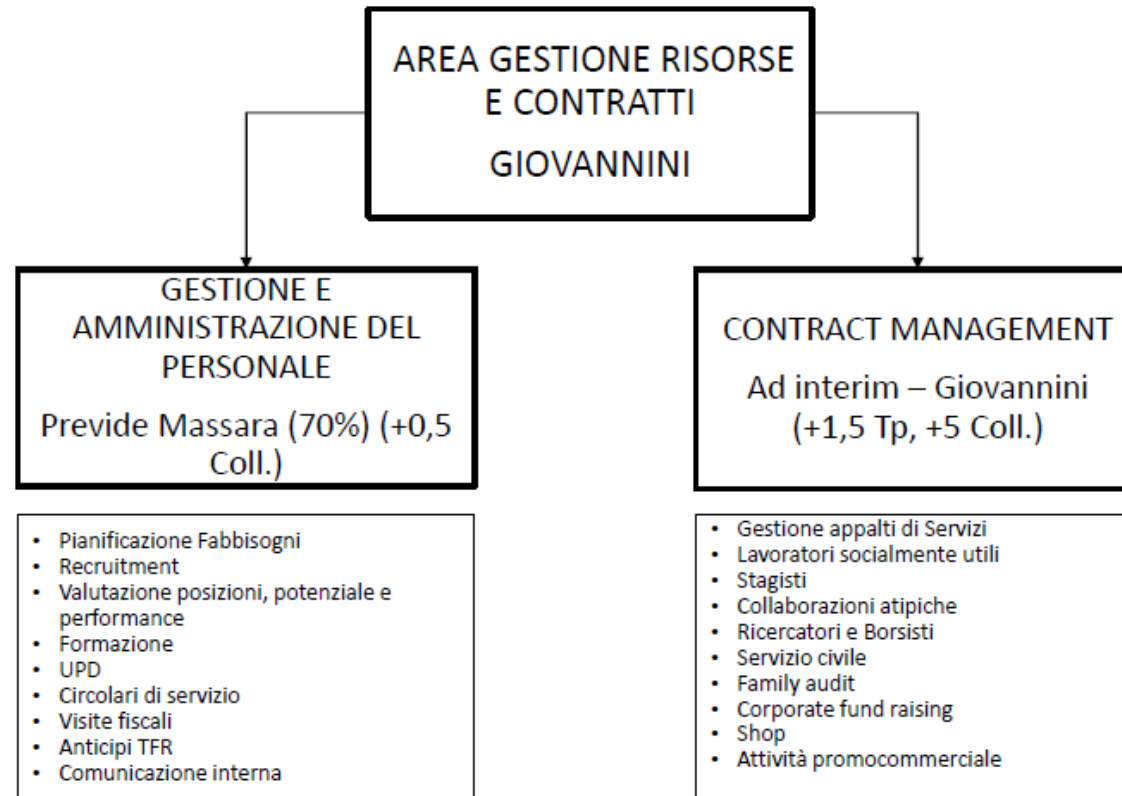 AREA GESTIONE RISORSE
E CONTRATTI
GIOVANNINI
GESTIONE E
AMMINISTRAZIONE DEL
PERSONALE
Previde Massara (70%) (+0,5
Coll.)
CONTRACT MANAGEMENT
Ad interim – Giovannini
(+1,5 Tp, +5 Coll.)
• Pianificazione Fabbisogni
• Recruitment
• Valutazione posizioni, potenziale e
performance
• Formazione
• UPD
• Circolari di servizio
• Visite fiscali
• Anticipi TFR
• Comunicazione interna
• Gestione appalti di Servizi
• Lavoratori socialmente utili
• Stagisti
• Collaborazioni atipiche
• Ricercatori e Borsisti
• Servizio civile
• Family audit
• Corporate fund raising
• Shop
• Attività promocommerciale